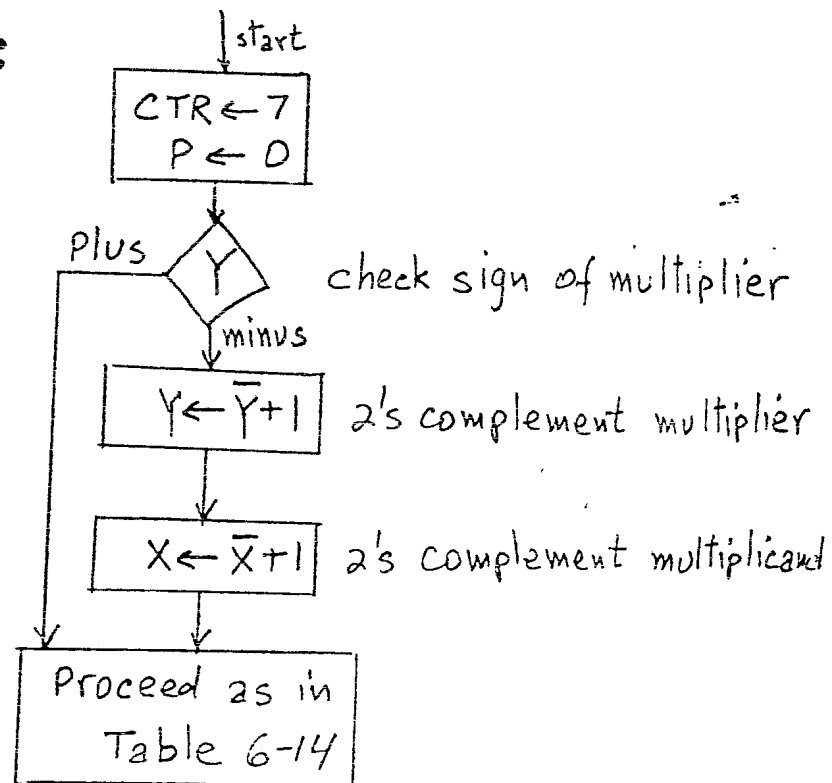 start
CTR ← 7
P ← 0
Plus
Y
check sign of multiplier
minus
Y ← Y̅+1
2's complement multiplier
X ← X̅+1
2's complement multiplicand
Proceed as in
Table 6-14